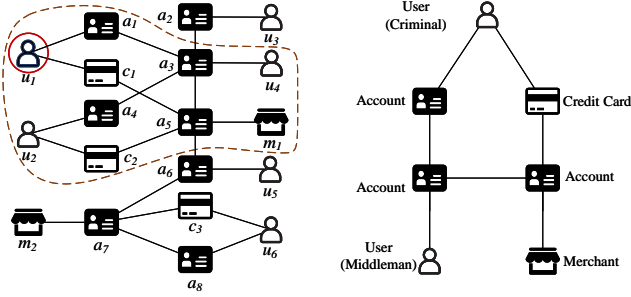 a1
a2
u3
u1
c1
a3
u4
a4
a5
m1
u2
c2
a6
u5
m2
a7
c3
u6
a8
User
(Criminal)
Account
Credit Card
Account
Account
User
(Middleman)
Merchant